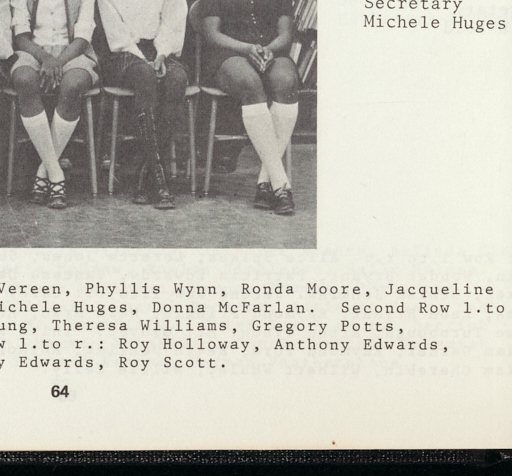 Secretary
Michele Huges
Vereen, Phyllis Wynn, Ronda Moore, Jacqueline
ichele Huges, Donna McFarlan. Second Row l.to
ung, Theresa Williams, Gregory Potts,
w l.to r.: Roy Holloway, Anthony Edwards,
y Edwards, Roy Scott.
64